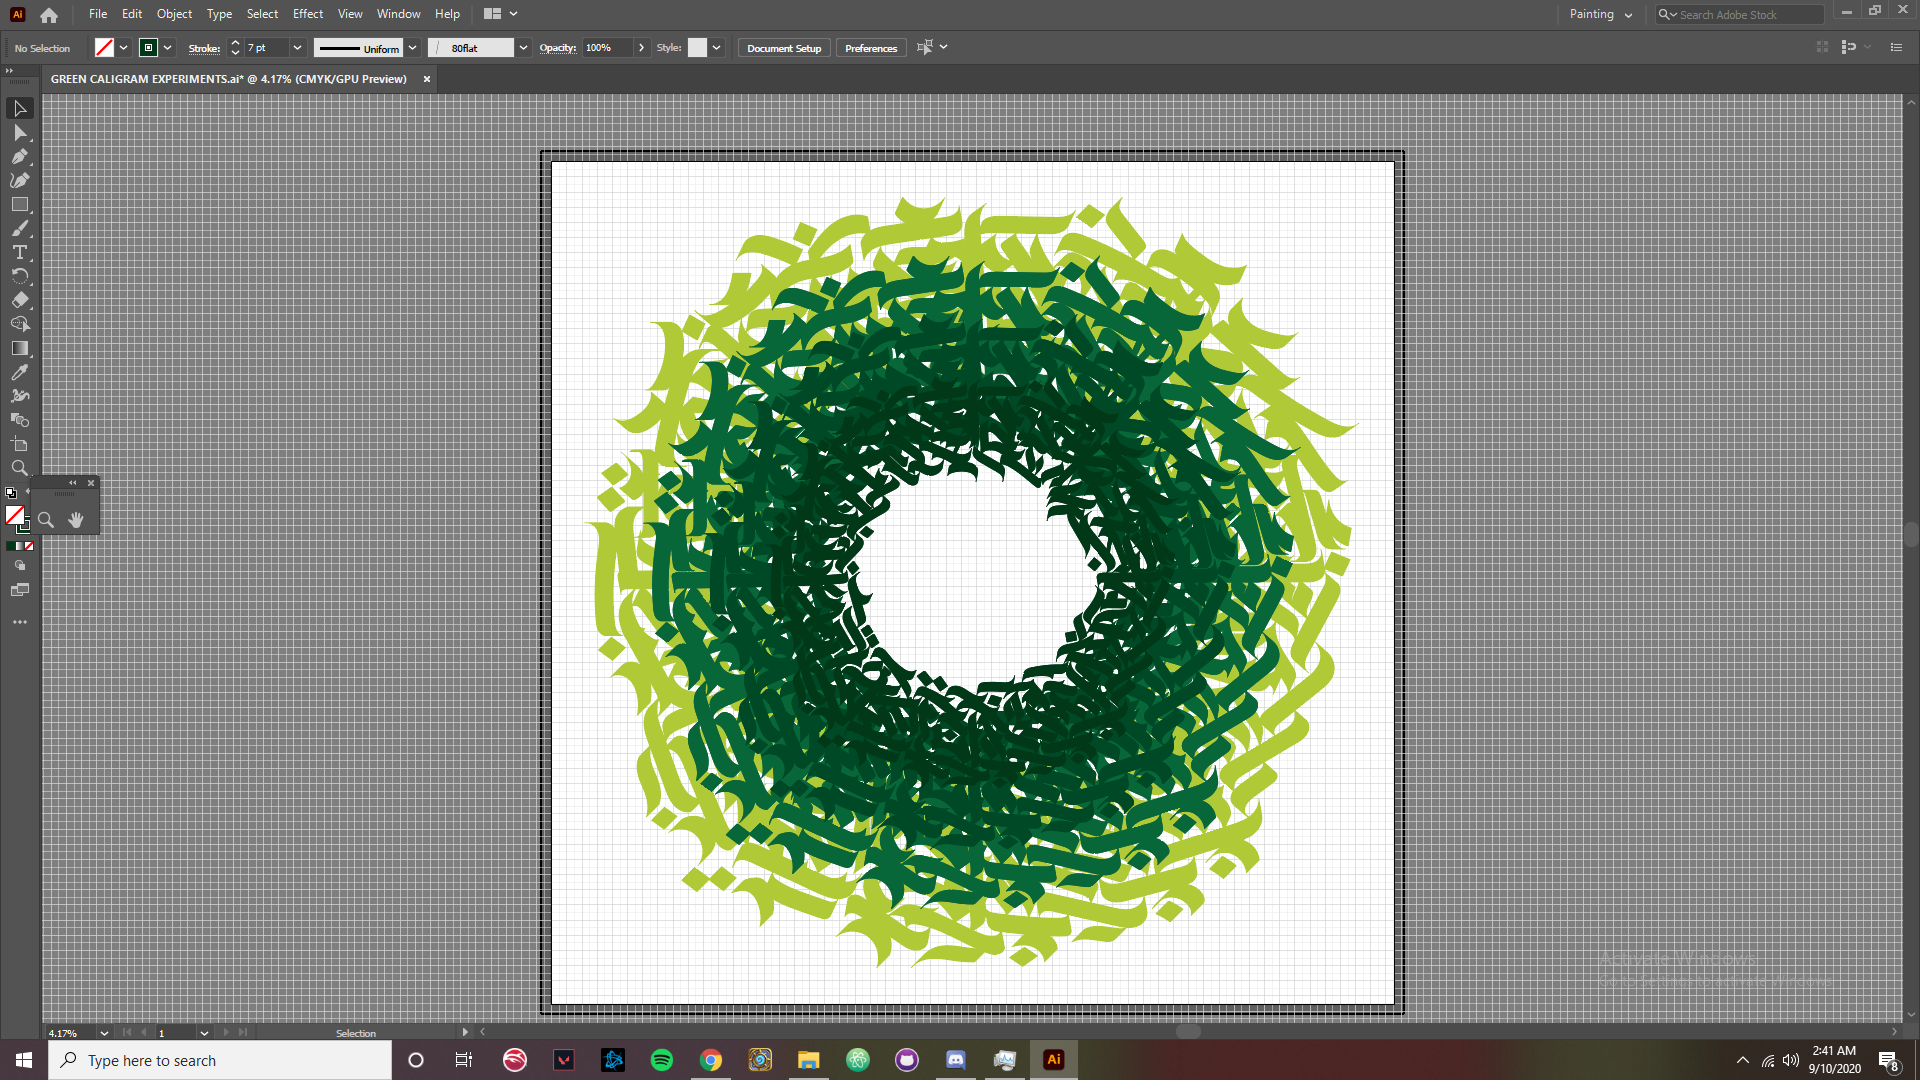 File Edit Object Type Select Effect View Window Help Painting Search Adobe Stock
No Selection Stroke: 7 pt Uniform 80flat Opacity: 100% Style: Document Setup Preferences
GREEN CALIGRAM EXPERIMENTS.ai* @ 4.17% (CMYK/GPU Preview)
Activate Windows
Go to Settings to activate Windows.
4.17% 1 Selection
Type here to search
Ai
2:41 AM
9/10/2020
8